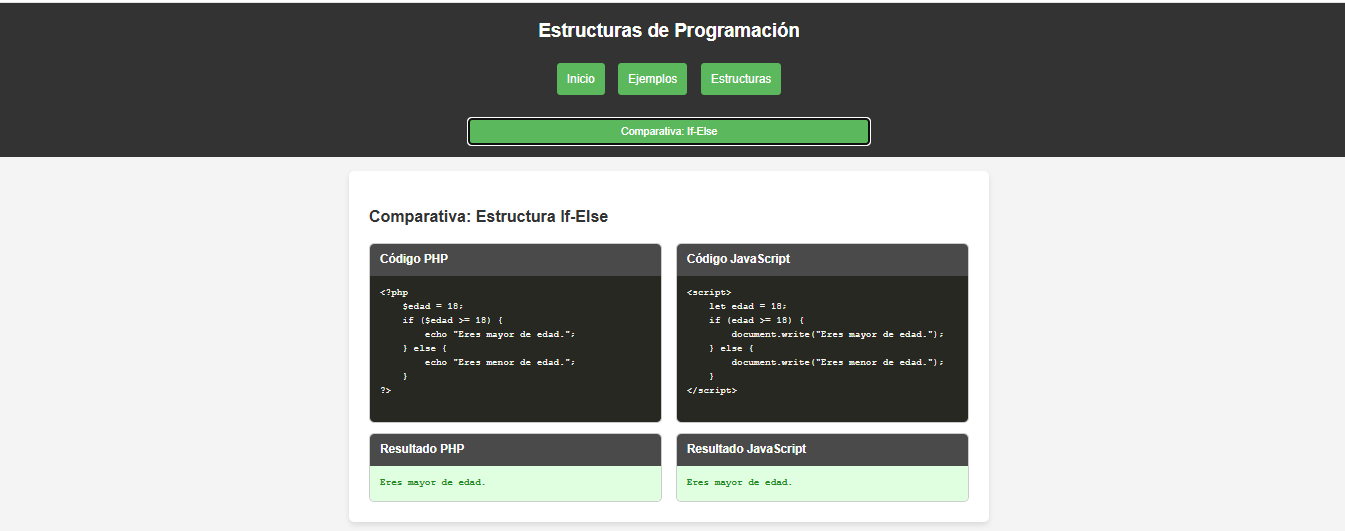 Estructuras de Programación
Inicio Ejemplos Estructuras
Comparativa: If-Else
Comparativa: Estructura If-Else
Código PHP
<?php
    $edad = 18;
    if ($edad >= 18) {
        echo "Eres mayor de edad.";
    } else {
        echo "Eres menor de edad.";
    }
?>
Código JavaScript
<script>
    let edad = 18;
    if (edad >= 18) {
        document.write("Eres mayor de edad.");
    } else {
        document.write("Eres menor de edad.");
    }
</script>
Resultado PHP
Eres mayor de edad.
Resultado JavaScript
Eres mayor de edad.